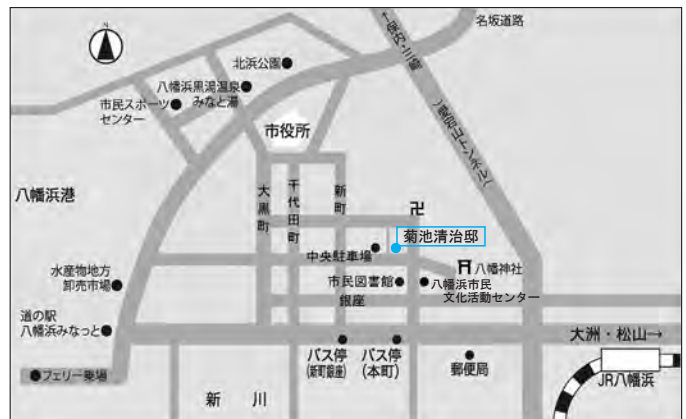 N
名坂道路
←保内・三崎
(愛宕山トンネル)
北浜公園
八幡浜黒湯温泉
みなと湯
市民スポーツ
センター
市役所
八幡浜港
大黒町
千代田町
新町
卍
菊池清治邸
中央駐車場
八幡神社
水産物地方
卸売市場
市民図書館
八幡浜市民
文化活動センター
銀座
道の駅
八幡浜みなっと
大洲・松山→
バス停
(新町銀座)
バス停
(本町)
郵便局
JR八幡浜
フェリー乗場
新川